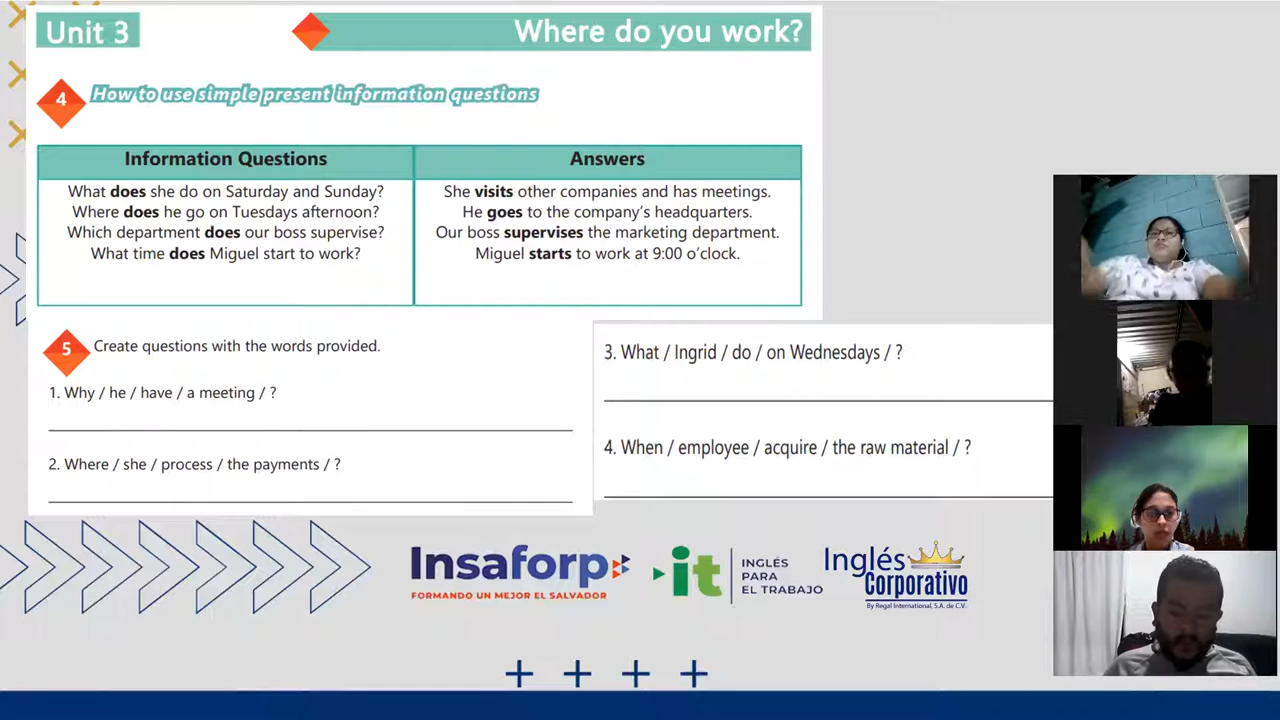 Unit 3
Where do you work?
4
How to use simple present information questions
Information Questions
Answers
What does she do on Saturday and Sunday?
She visits other companies and has meetings.
Where does he go on Tuesdays afternoon?
He goes to the company's headquarters.
Which department does our boss supervise?
Our boss supervises the marketing department.
What time does Miguel start to work?
Miguel starts to work at 9:00 o'clock.
5
Create questions with the words provided.
1. Why / he / have / a meeting / ?
2. Where / she / process / the payments / ?
3. What / Ingrid / do / on Wednesdays / ?
4. When / employee / acquire / the raw material / ?
Insaforp
FORMANDO UN MEJOR EL SALVADOR
it
INGLÉS
PARA
EL TRABAJO
Inglés
Corporativo
By Regal International, S.A. de C.V.